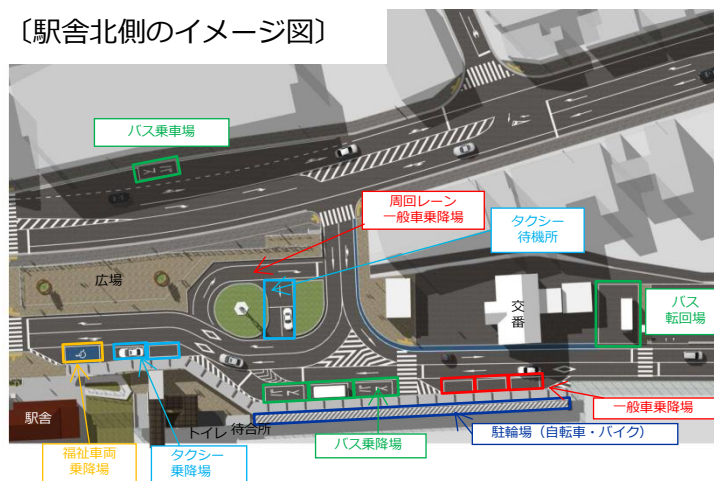 〔駅舎北側のイメージ図〕
バス乗車場
周回レーン
一般車乗降場
タクシー
待機所
広場
交
番
バス
転回場
駅舎
トイレ
待合所
福祉車両
乗降場
タクシー
乗降場
バス乗降場
駐輪場（自転車・バイク）
一般車乗降場